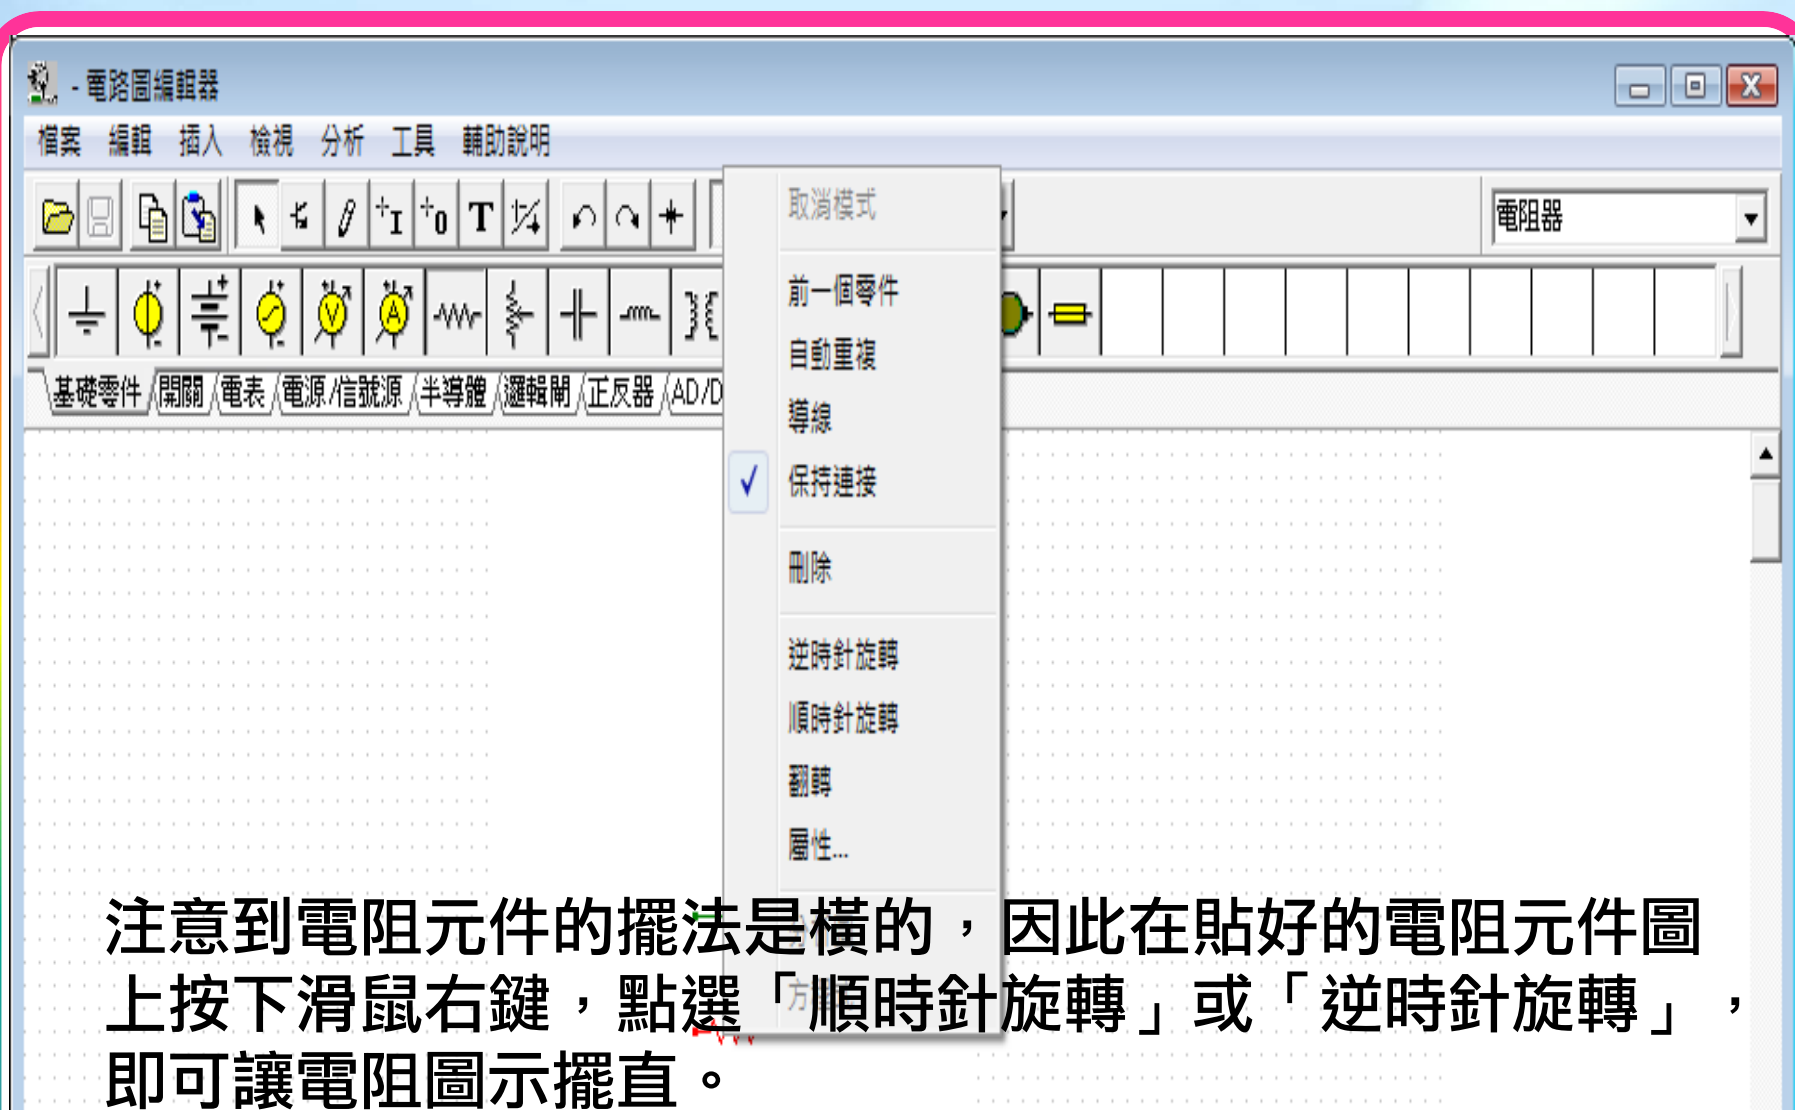 - 電路圖編輯器
檔案 編輯 插入 檢視 分析 工具 輔助說明
T
電阻器
基礎零件 開關 電表 電源/信號源 半導體 邏輯閘 正反器 AD/D
取消模式
前一個零件
自動重複
導線
保持連接
刪除
逆時針旋轉
順時針旋轉
翻轉
屬性...
注意到電阻元件的擺法是橫的，因此在貼好的電阻元件圖
上按下滑鼠右鍵，點選「順時針旋轉」或「逆時針旋轉」，
即可讓電阻圖示擺直。